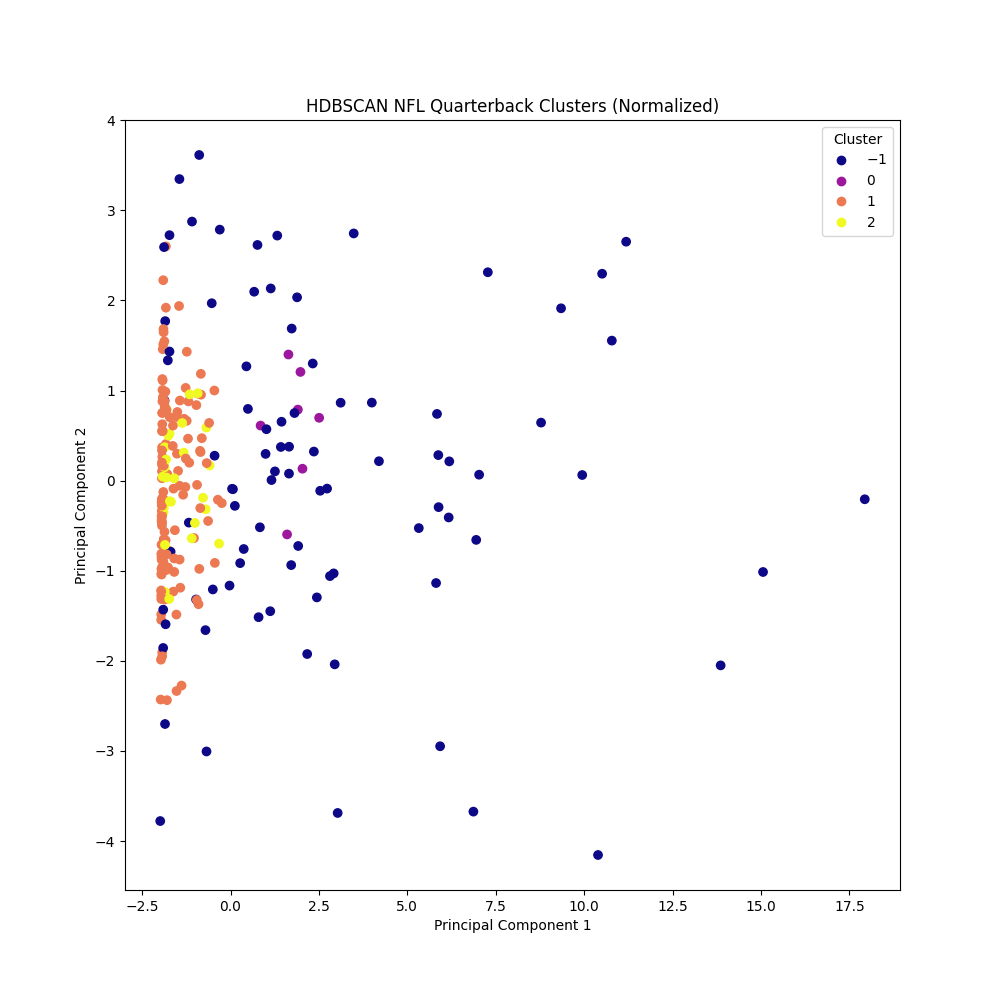 HDBSCAN NFL Quarterback Clusters (Normalized)
Cluster
−1
0
1
2
4
3
2
1
0
−1
−2
−3
−4
Principal Component 2
−2.5 0.0 2.5 5.0 7.5 10.0 12.5 15.0 17.5
Principal Component 1